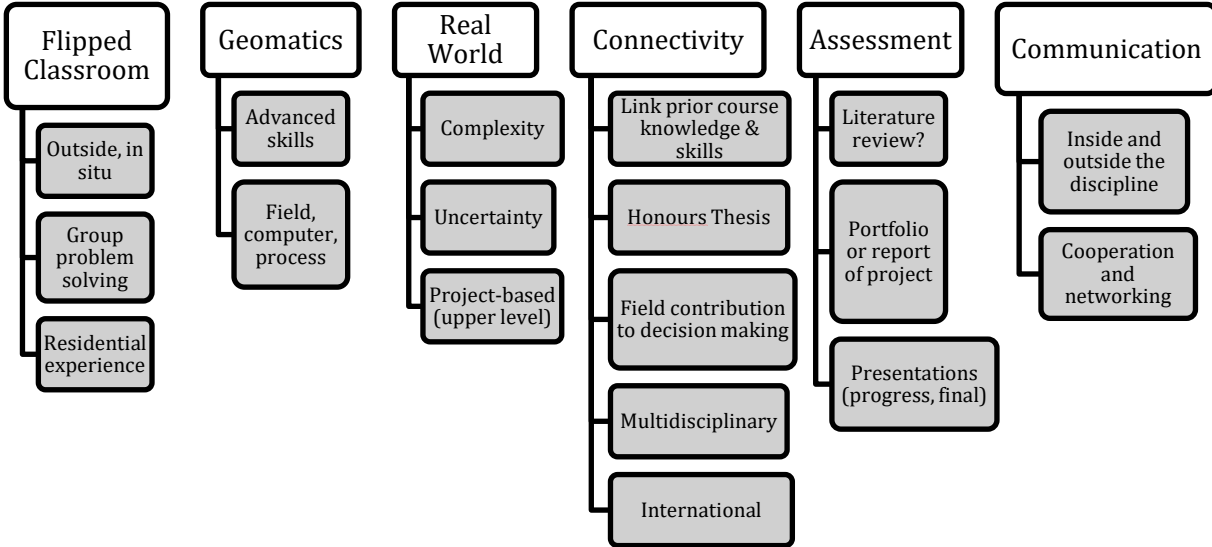 Flipped
Classroom
Outside, in
situ
Group
problem
solving
Residential
experience
Geomatics
Advanced
skills
Field,
computer,
process
Real
World
Complexity
Uncertainty
Project-based
(upper level)
Connectivity
Link prior course
knowledge &
skills
Honours Thesis
Field contribution
to decision making
Multidisciplinary
International
Assessment
Literature
review?
Portfolio
or report
of project
Presentations
(progress, final)
Communication
Inside and
outside the
discipline
Cooperation
and
networking